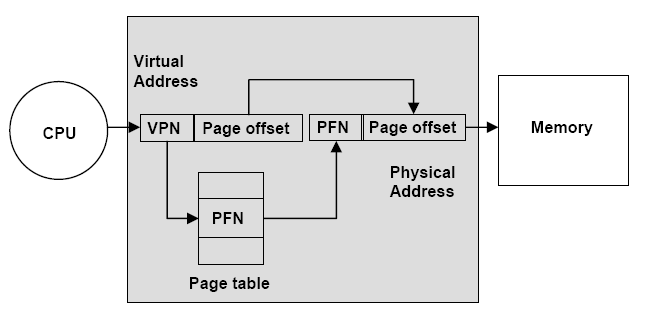 Virtual
Address
CPU
VPN
Page offset
PFN
Page offset
Memory
Physical
Address
PFN
Page table